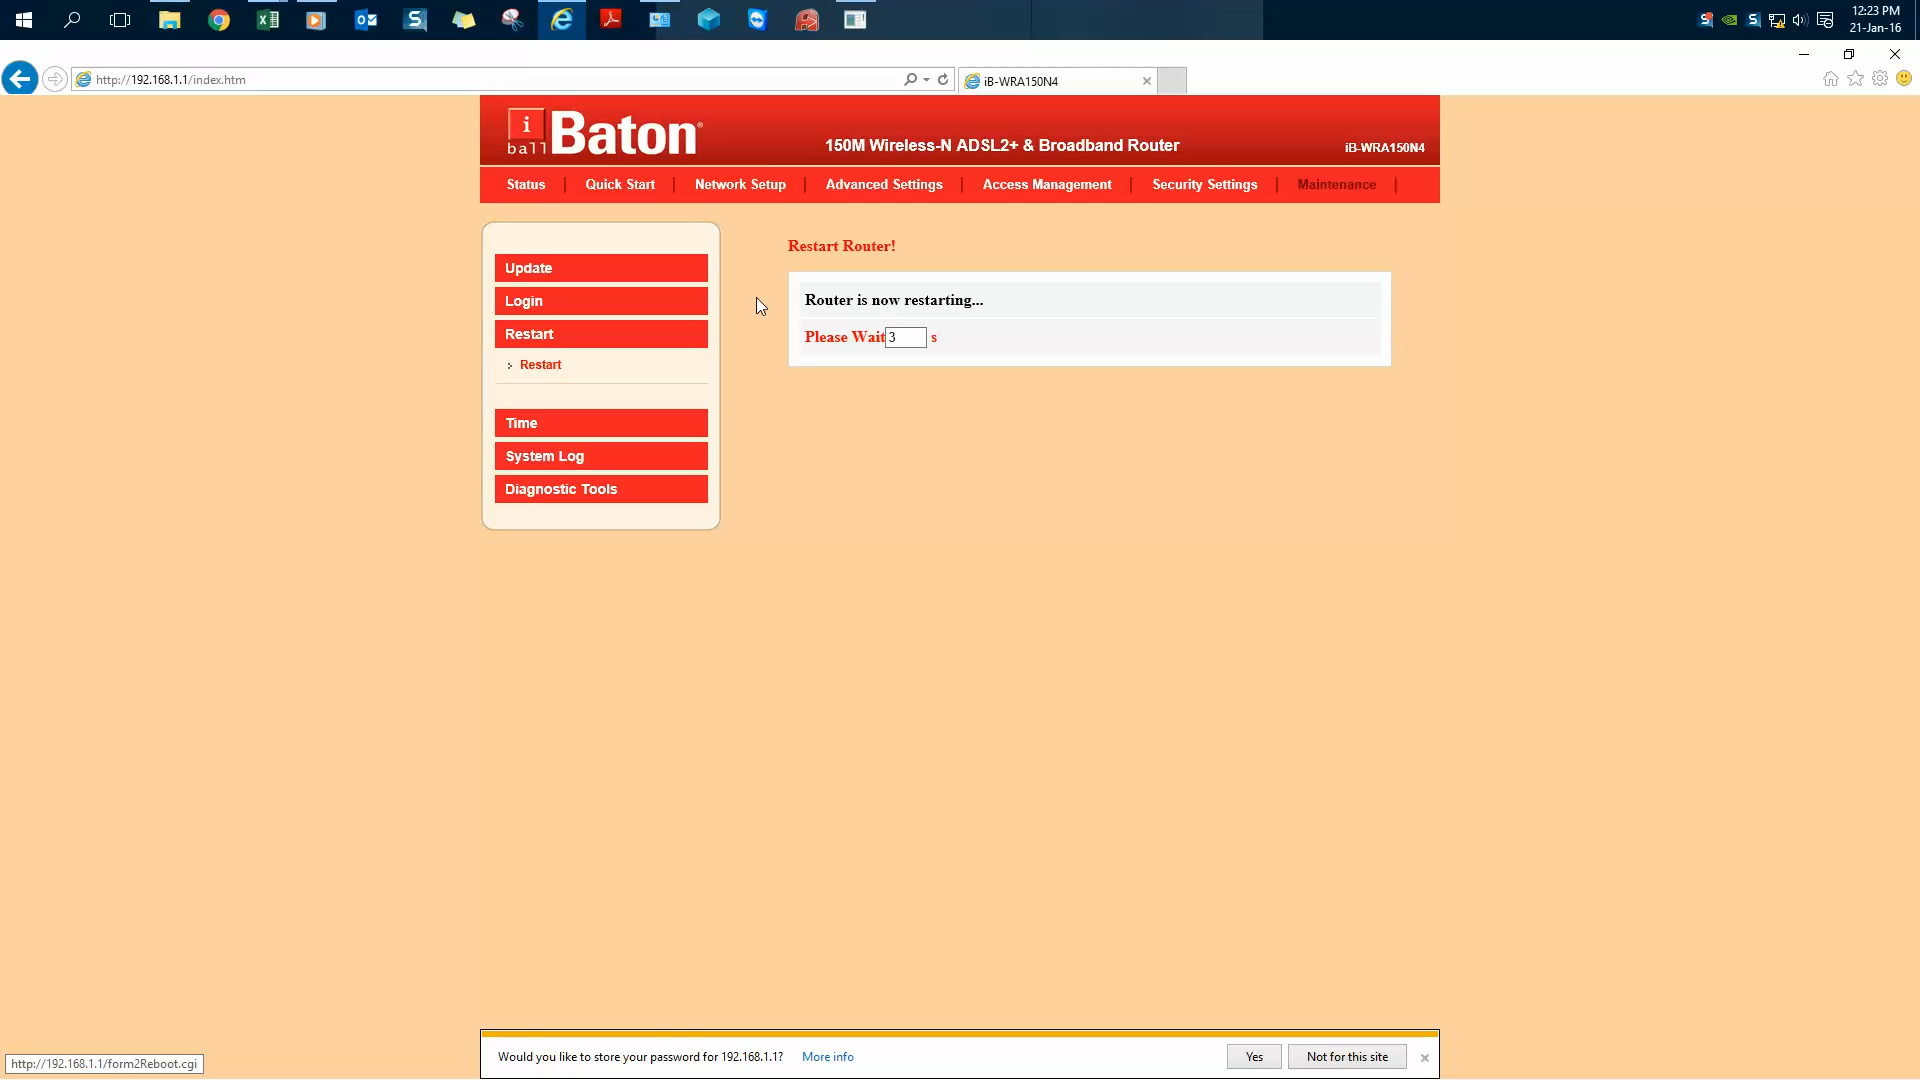 12:23 PM
21-Jan-16
http://192.168.1.1/index.htm
iB-WRA150N4
i
ball
Baton
150M Wireless-N ADSL2+ & Broadband Router
iB-WRA150N4
Status
Quick Start
Network Setup
Advanced Settings
Access Management
Security Settings
Maintenance
Update
Login
Restart
Restart
Time
System Log
Diagnostic Tools
Restart Router!
Router is now restarting...
Please Wait 3 s
Would you like to store your password for 192.168.1.1? More info
Yes
Not for this site
http://192.168.1.1/form2Reboot.cgi